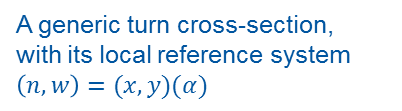 A generic turn cross-section,
with its local reference system
(n, w) = (x, y)(α)